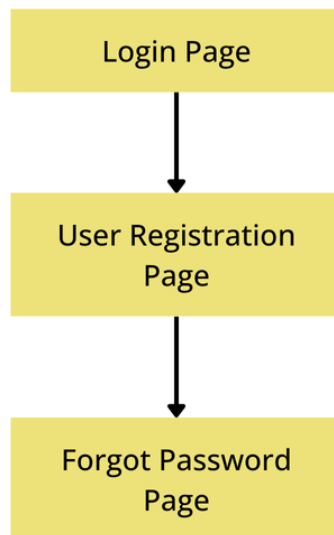 Login Page
User Registration
Page
Forgot Password
Page